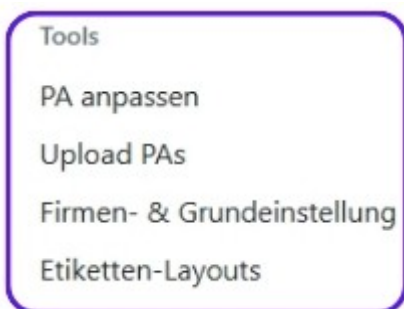 Tools
PA anpassen
Upload PAs
Firmen- & Grundeinstellung
Etiketten-Layouts